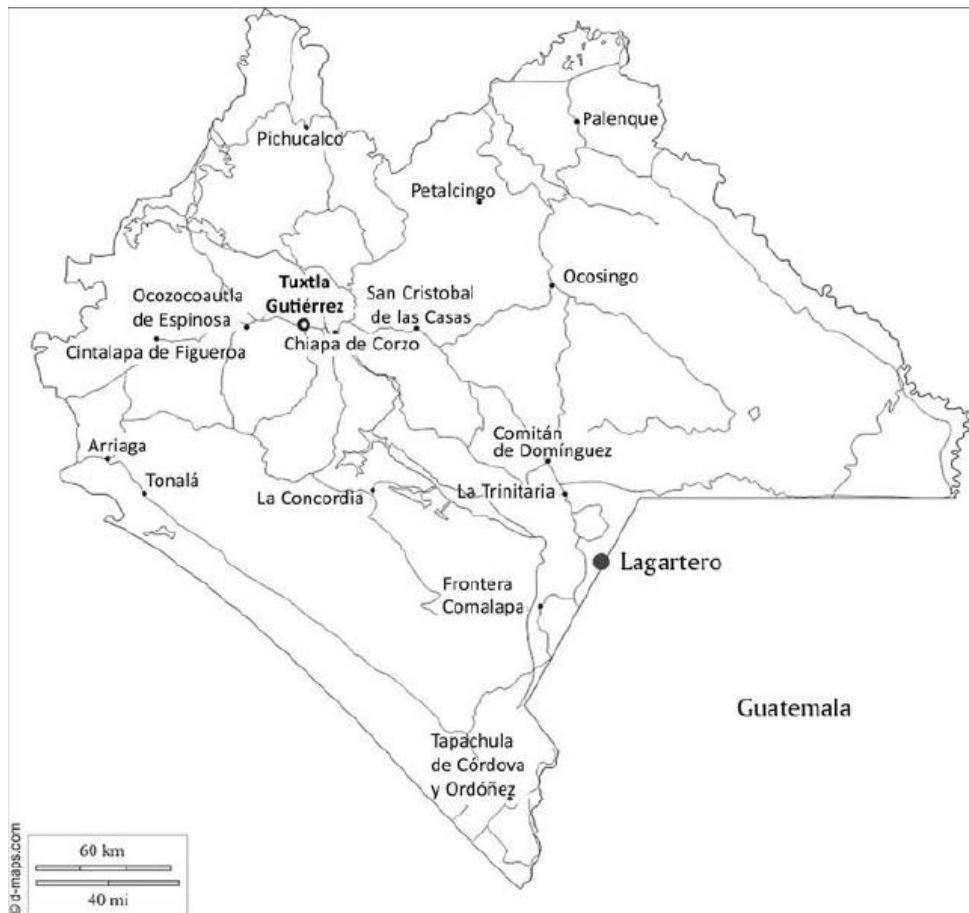 Palenque
Pichucalco
Petalcingo
Ocosingo
Tuxtla
Gutiérrez
San Cristobal
de las Casas
Ocozocoautla
de Espinosa
Chiapa de Corzo
Cintalapa de Figueroa
Comitán
de Domínguez
Arriaga
Tonalá
La Concordia
La Trinitaria
Lagartero
Frontera
Comalapa
Guatemala
Tapachula
de Córdova
y Ordóñez
60 km
40 mi
© d-maps.com